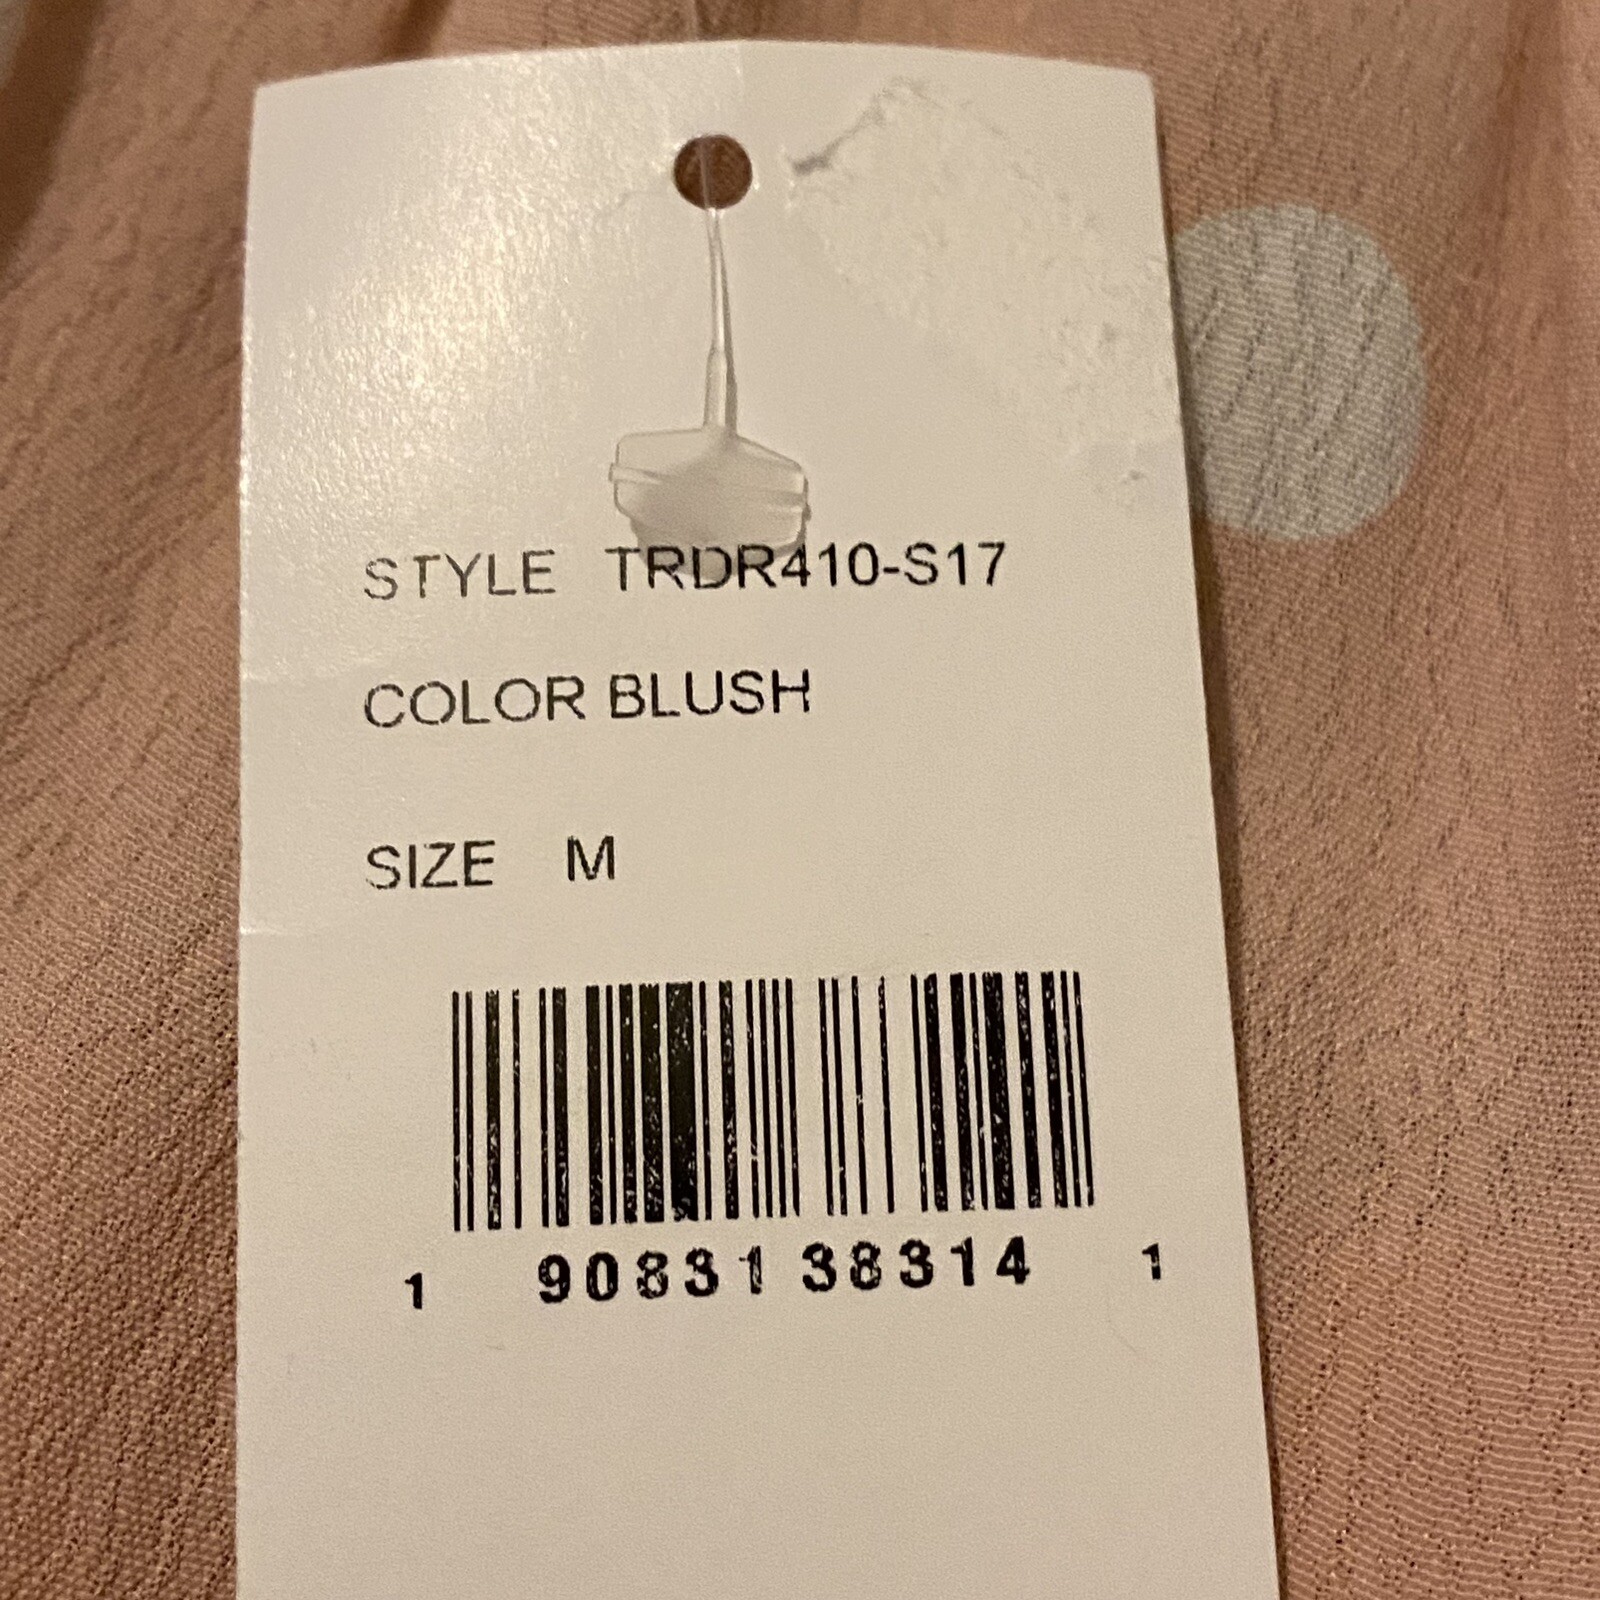 STYLE TRDR410-S17
COLOR BLUSH
SIZE M
1 90831 38314 1